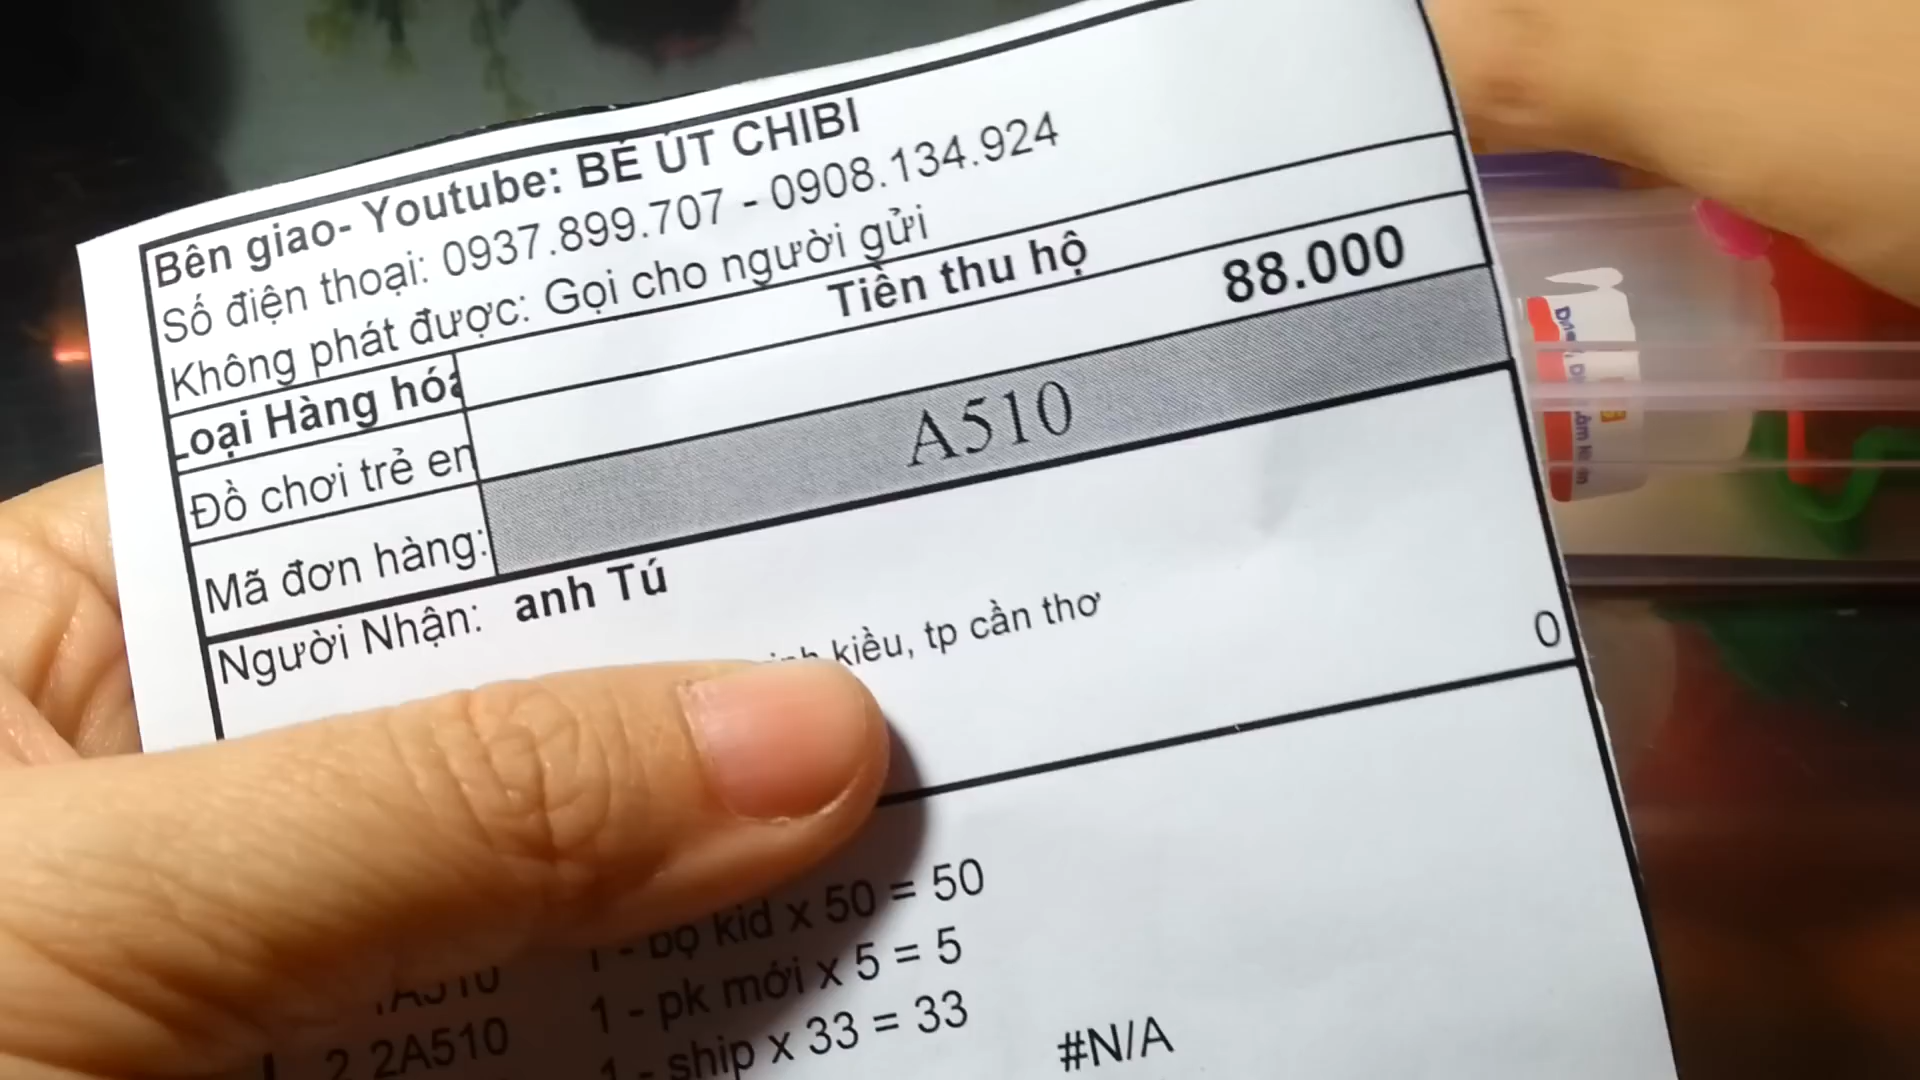 Bên giao- Youtube: BÉ ÚT CHIBI
Số điện thoại: 0937.899.707 - 0908.134.924
Không phát được: Gọi cho người gửi
Loại Hàng hóa Tiền thu hộ
Đồ chơi trẻ em 88.000
Mã đơn hàng: A510
Người Nhận: anh Tú
kiều, tp cần thơ
0
1 - bộ kid x 50 = 50
1 - pk mới x 5 = 5
2 2A510
1 - ship x 33 = 33
#N/A